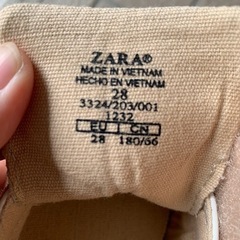 ZARA®
MADE IN VIETNAM
HECHO EN VIETNAM
28
3324/203/001
1232
EU CN
28 180/66